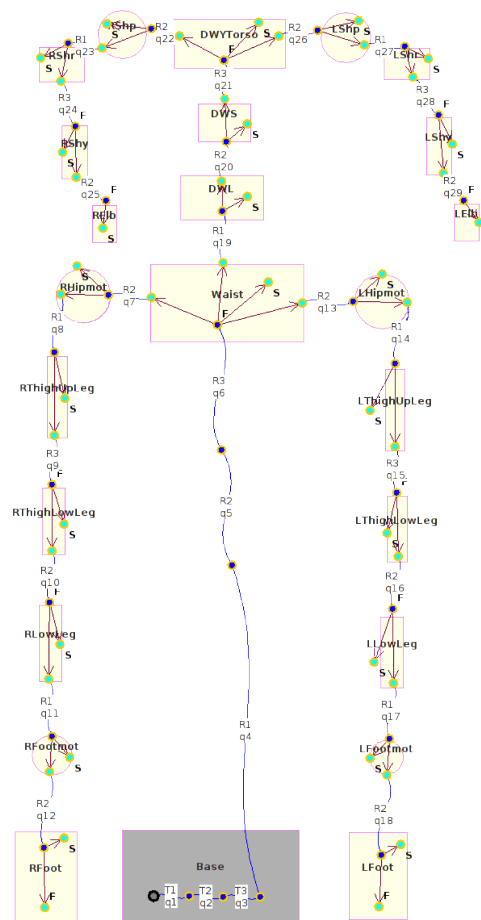 RShp
R2
q22
DWYTorso
S
F
R2
q26
LShp
S
S
R1
q23
RShr
S
R1
q27
LShr
S
R3
q24
R3
q21
R3
q28
F
RShy
S
DWS
S
F
LShy
S
R2
q25
R2
q20
R2
q29
F
RElb
S
DWL
S
F
LElb
S
R1
q19
S
RHipmot
R2
q7
Waist
S
F
R2
q13
LHipmot
S
R1
q8
R1
q14
RThighUpLeg
S
R3
q6
LThighUpLeg
S
R3
q9
R3
q15
F
RThighLowLeg
S
R2
q5
F
LThighLowLeg
S
R2
q10
R2
q16
F
RLowLeg
S
F
LLowLeg
S
R1
q11
R1
q17
R1
q4
RFootmot
S
LFootmot
S
R2
q12
R2
q18
RFoot
S
F
Base
T1
q1
T2
q2
T3
q3
LFoot
S
F